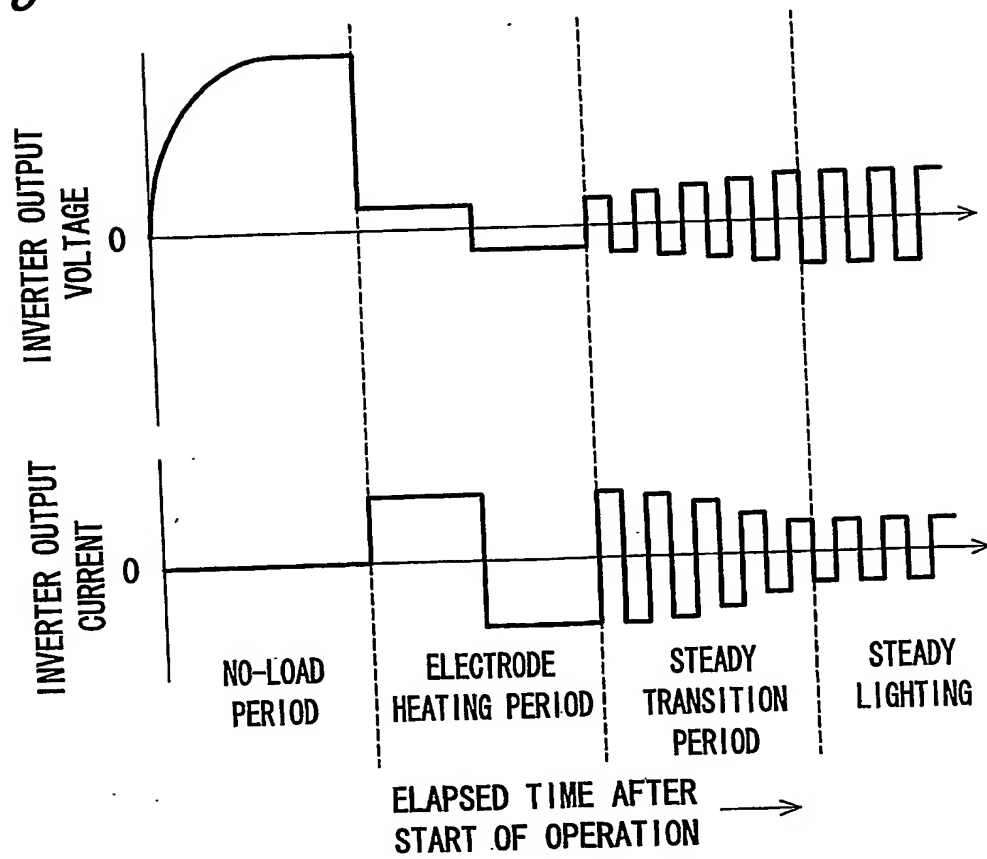 INVERTER OUTPUT
VOLTAGE
0
INVERTER OUTPUT
CURRENT
0
NO-LOAD
PERIOD
ELECTRODE
HEATING PERIOD
STEADY
TRANSITION
PERIOD
STEADY
LIGHTING
ELAPSED TIME AFTER
START OF OPERATION